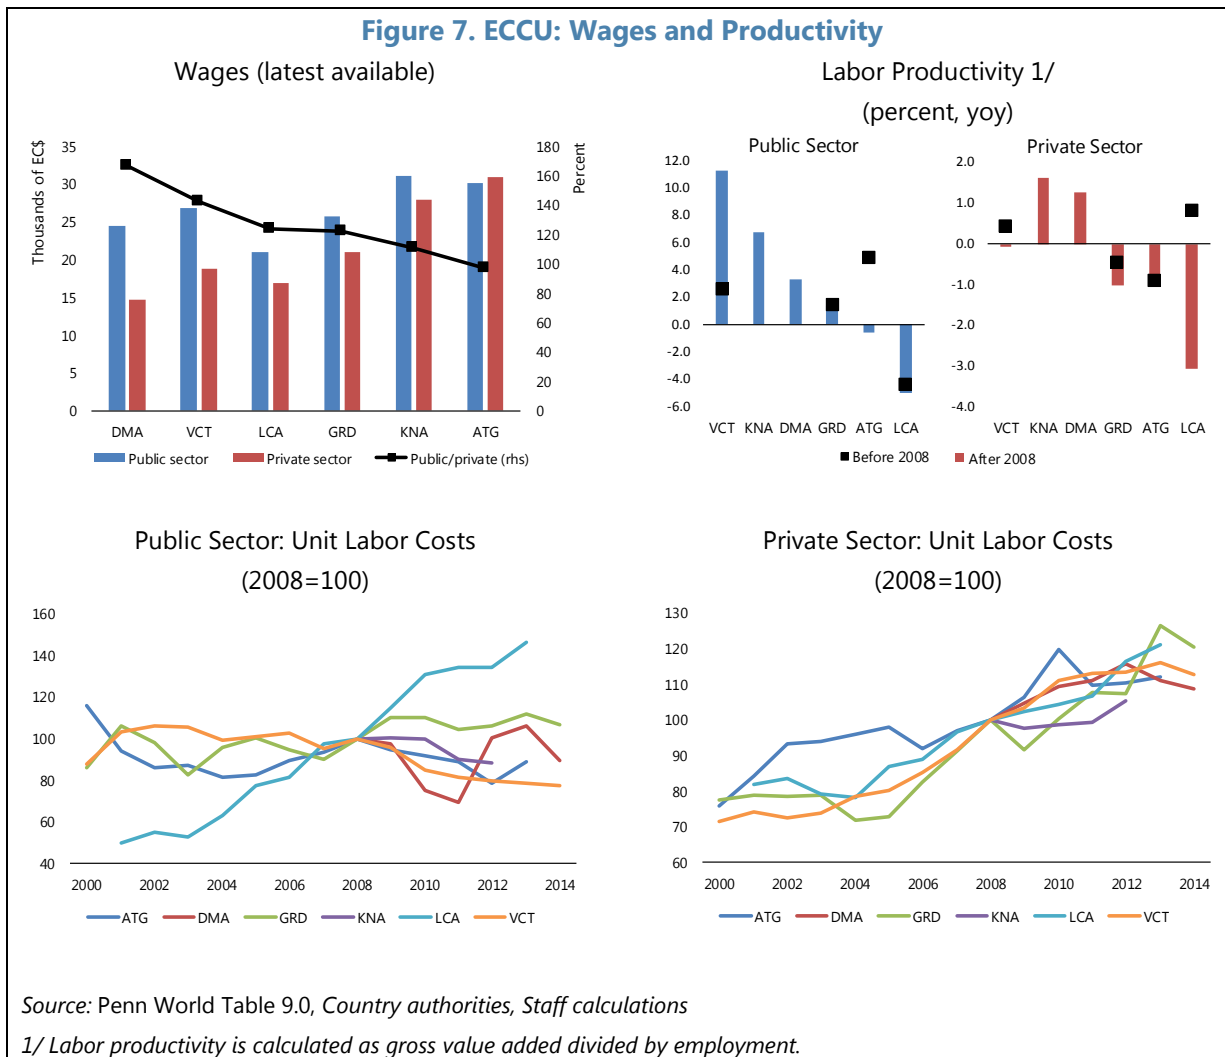 Figure 7. ECCU: Wages and Productivity
Wages (latest available)
Thousands of EC$
Percent
35
30
25
20
15
10
5
0
180
160
140
120
100
80
60
40
20
0
DMA VCT LCA GRD KNA ATG
Public sector Private sector Public/private (rhs)
Labor Productivity 1/
(percent, yoy)
Public Sector
12.0
10.0
8.0
6.0
4.0
2.0
0.0
-2.0
-4.0
-6.0
VCT KNA DMA GRD ATG LCA
Private Sector
2.0
1.0
0.0
-1.0
-2.0
-3.0
-4.0
VCT KNA DMA GRD ATG LCA
Before 2008 After 2008
Public Sector: Unit Labor Costs
(2008=100)
160
140
120
100
80
60
40
2000 2002 2004 2006 2008 2010 2012 2014
ATG DMA GRD KNA LCA VCT
Private Sector: Unit Labor Costs
(2008=100)
130
120
110
100
90
80
70
60
2000 2002 2004 2006 2008 2010 2012 2014
ATG DMA GRD KNA LCA VCT
Source: Penn World Table 9.0, Country authorities, Staff calculations
1/ Labor productivity is calculated as gross value added divided by employment.